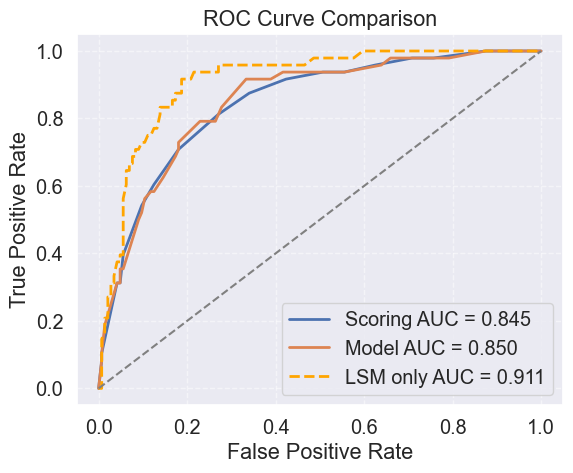 ROC Curve Comparison
True Positive Rate
1.0
0.8
0.6
0.4
0.2
0.0
Scoring AUC = 0.845
Model AUC = 0.850
LSM only AUC = 0.911
0.0 0.2 0.4 0.6 0.8 1.0
False Positive Rate